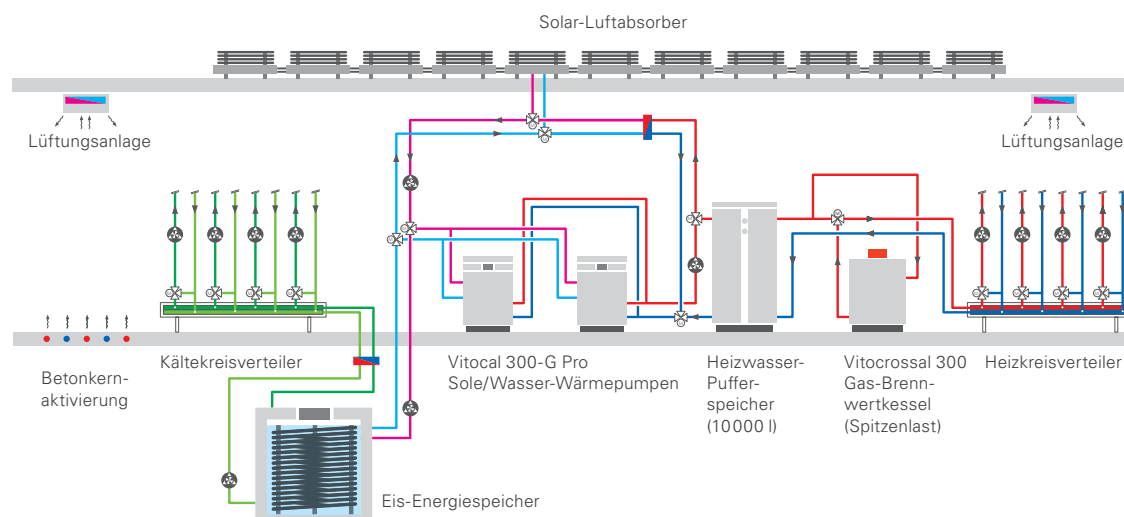 Solar-Luftabsorber
Lüftungsanlage
Lüftungsanlage
Kältekreisverteiler
Betonkern-
aktivierung
Vitocal 300-G Pro
Sole/Wasser-Wärmepumpen
Heizwasser-
Puffer-
speicher
(10000 l)
Vitocrossal 300
Gas-Brenn-
wertkessel
(Spitzenlast)
Heizkreisverteiler
Eis-Energiespeicher